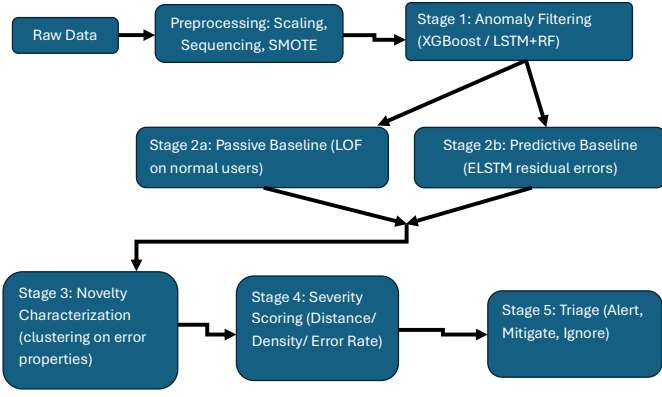 Raw Data
Preprocessing: Scaling,
Sequencing, SMOTE
Stage 1: Anomaly Filtering
(XGBoost / LSTM+RF)
Stage 2a: Passive Baseline (LOF
on normal users)
Stage 2b: Predictive Baseline
(ELSTM residual errors)
Stage 3: Novelty
Characterization
(clustering on error
properties)
Stage 4: Severity
Scoring (Distance/
Density/ Error Rate)
Stage 5: Triage (Alert,
Mitigate, Ignore)